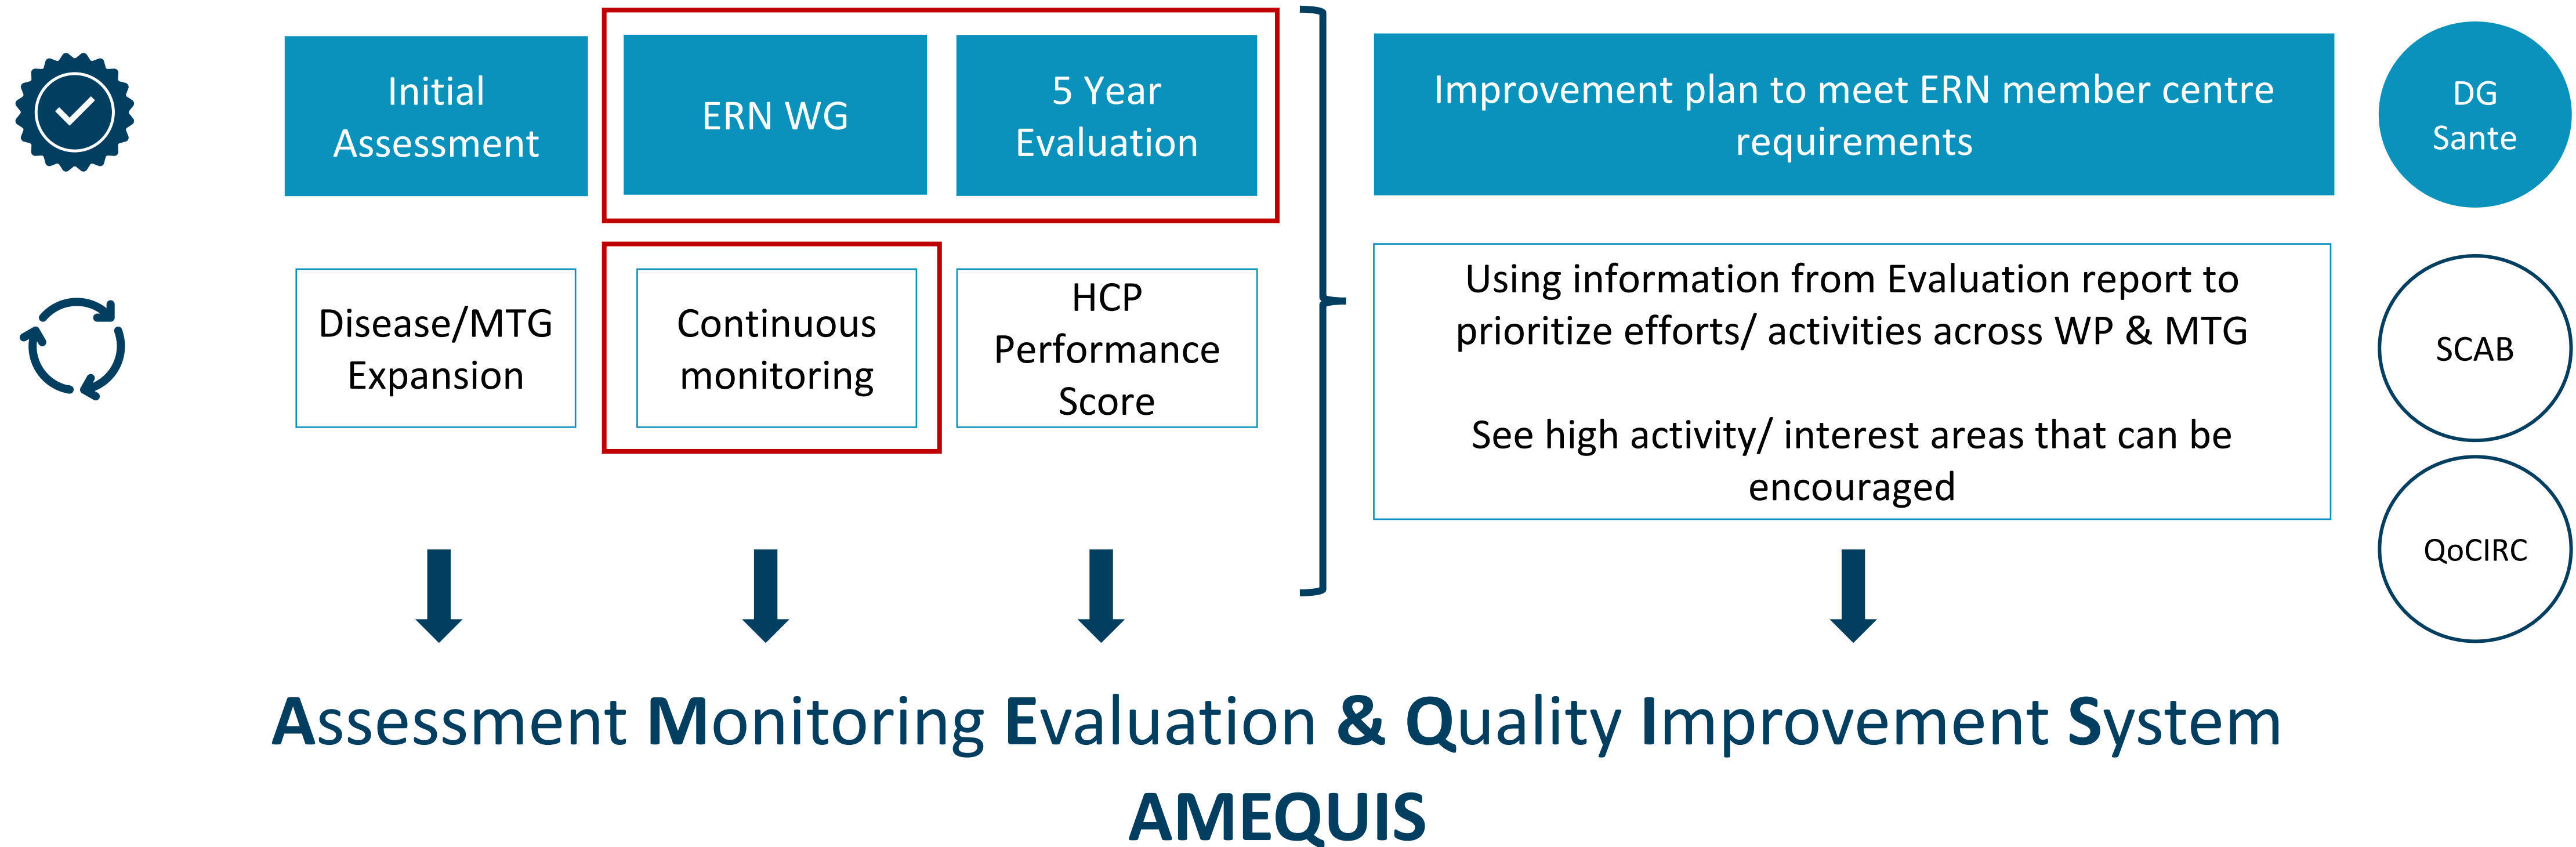 Initial
Assessment
ERN WG
5 Year
Evaluation
Improvement plan to meet ERN member centre
requirements
DG
Sante
Disease/MTG
Expansion
Continuous
monitoring
HCP
Performance
Score
Using information from Evaluation report to
prioritize efforts/ activities across WP & MTG
See high activity/ interest areas that can be
encouraged
SCAB
QoCIRC
Assessment Monitoring Evaluation & Quality Improvement System
AMEQUIS